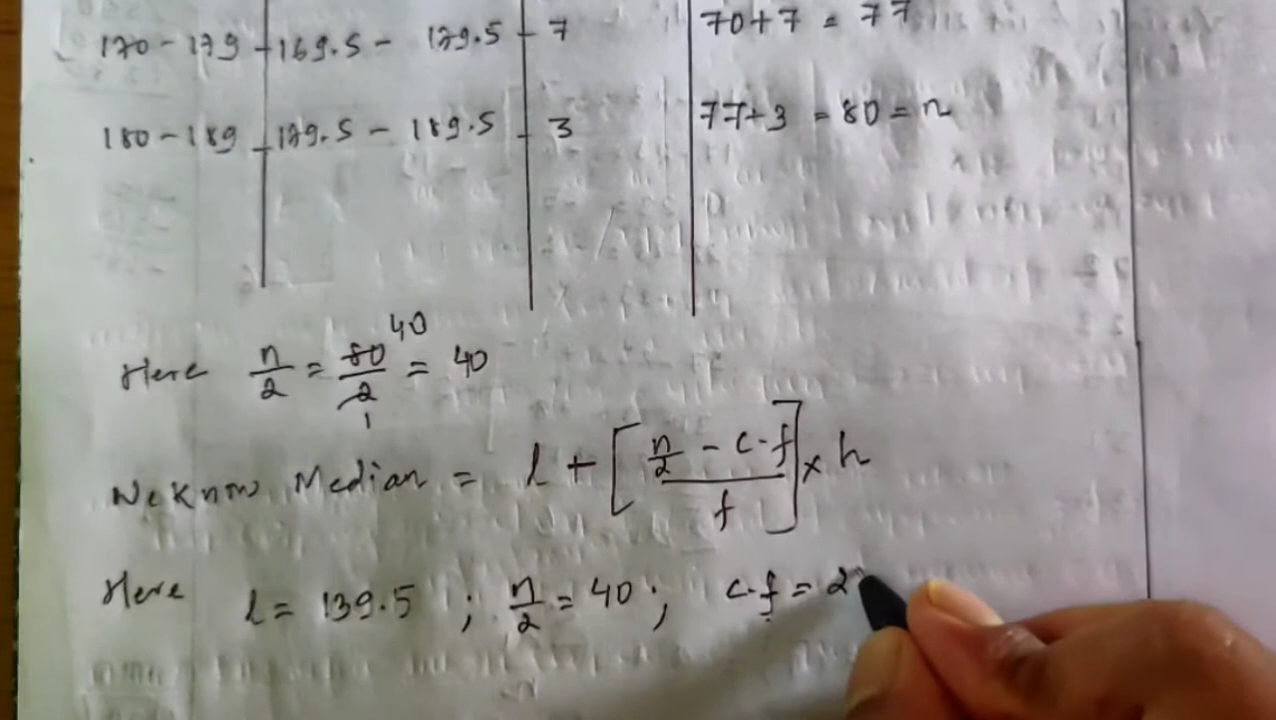 170 - 179 169.5 - 179.5 7 70+7 = 77
180 - 189 179.5 - 189.5 3 77+3 = 80 = n
Here n/2 = 80/2 = 40
40
1
We know Median = l + [ (n/2 - c.f) / f ] × h
Here l = 139.5 ; n/2 = 40 ; c.f = 2